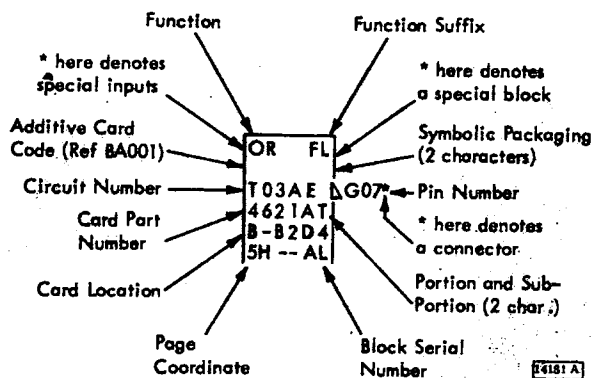 Function
Function Suffix
* here denotes
special inputs
* here denotes
a special block
Additive Card
Code (Ref BA001)
Symbolic Packaging
(2 characters)
OR FL
Circuit Number
T03AE G07*
Pin Number
Card Part
Number
4621AT
* here denotes
a connector
B-B2D4
Card Location
5H--AL
Portion and Sub-
Portion (2 char.)
Page
Coordinate
Block Serial
Number
14181 A